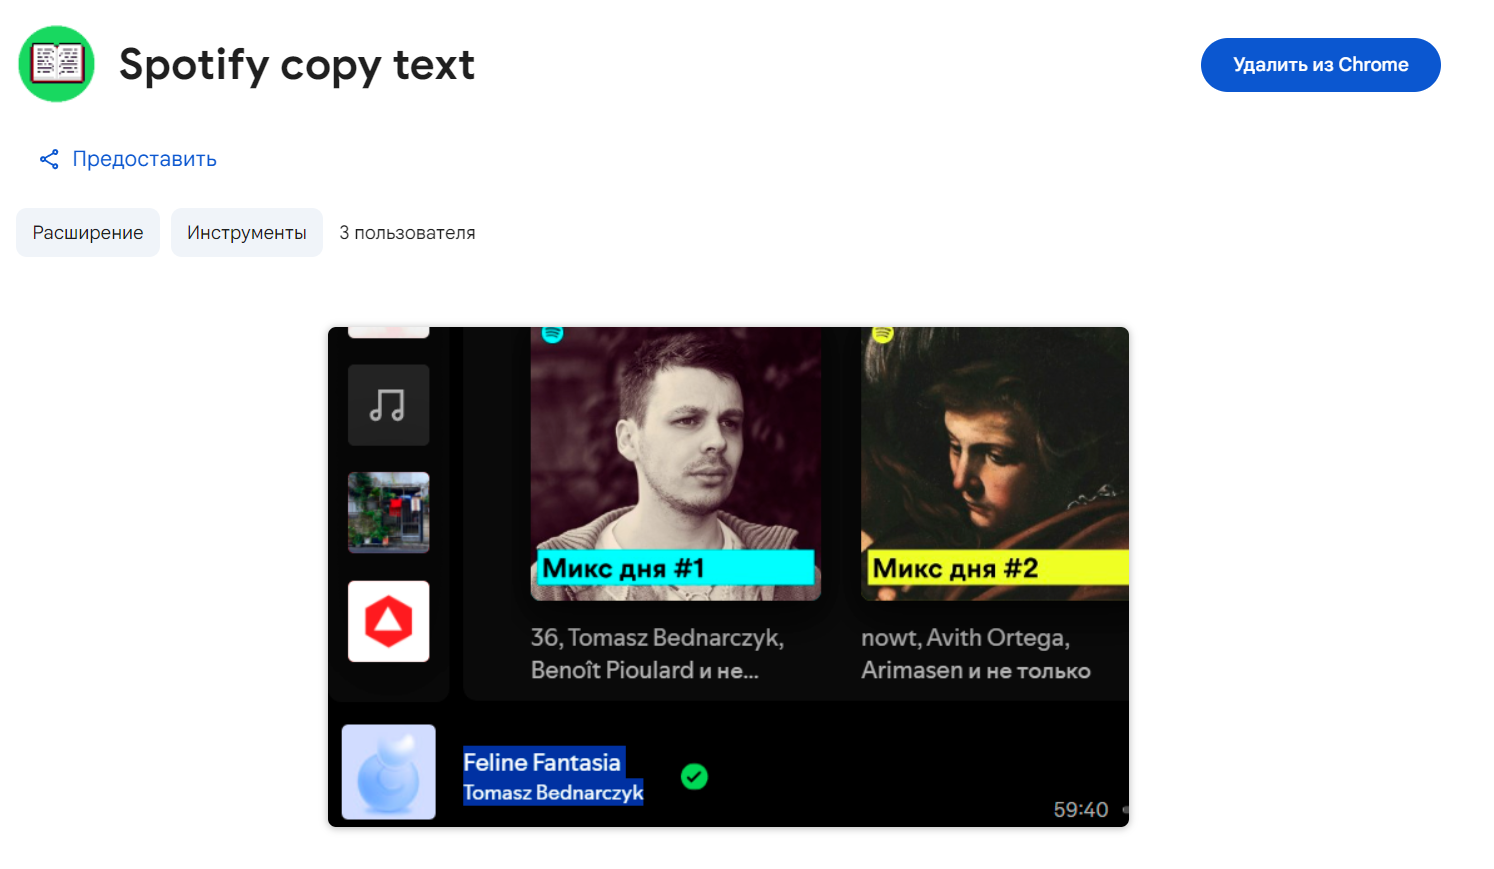 Spotify copy text
Удалить из Chrome
Предоставить
Расширение
Инструменты
3 пользователя
Микс дня #1
Микс дня #2
36, Tomasz Bednarczyk,
Benoît Pioulard и не...
nowt, Avith Ortega,
Arimasen и не только
Feline Fantasia
Tomasz Bednarczyk
59:40